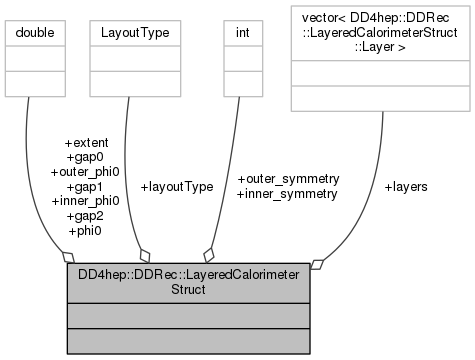 double
LayoutType
int
vector< DD4hep::DDRec
::LayeredCalorimeterStruct
::Layer >
+extent
+gap0
+outer_phi0
+gap1
+inner_phi0
+gap2
+phi0
+layoutType
+outer_symmetry
+inner_symmetry
+layers
DD4hep::DDRec::LayeredCalorimeter
Struct